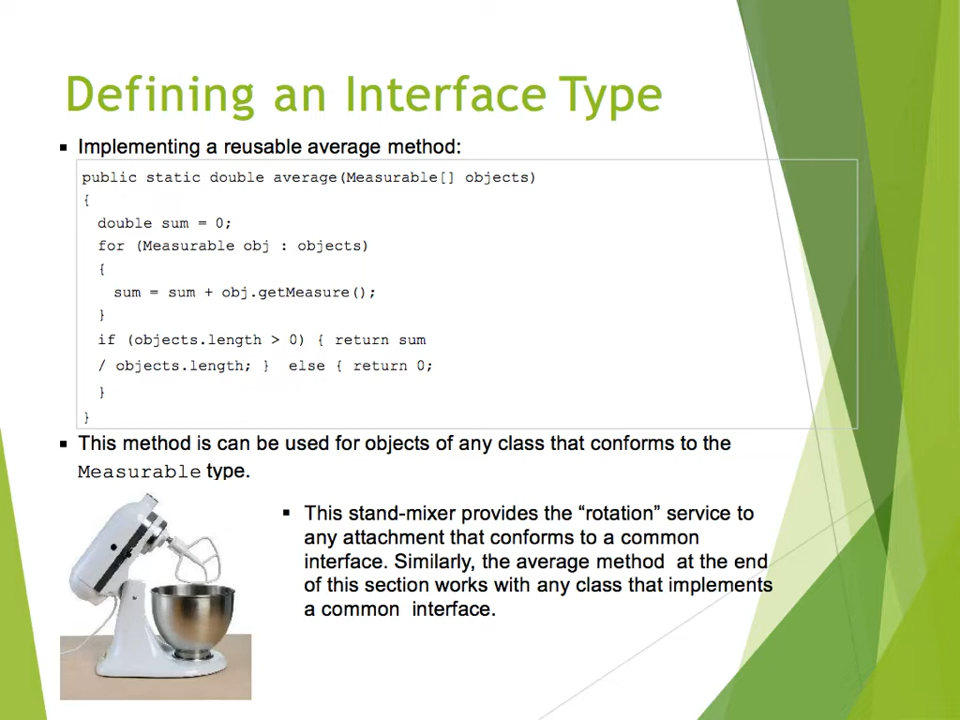 Defining an Interface Type
▪ Implementing a reusable average method:
public static double average(Measurable[] objects)
{
double sum = 0;
for (Measurable obj : objects)
{
sum = sum + obj.getMeasure();
}
if (objects.length > 0) { return sum
/ objects.length; }  else { return 0;
}
}
▪ This method is can be used for objects of any class that conforms to the
Measurable type.
▪ This stand-mixer provides the “rotation” service to
any attachment that conforms to a common
interface. Similarly, the average method at the end
of this section works with any class that implements
a common interface.